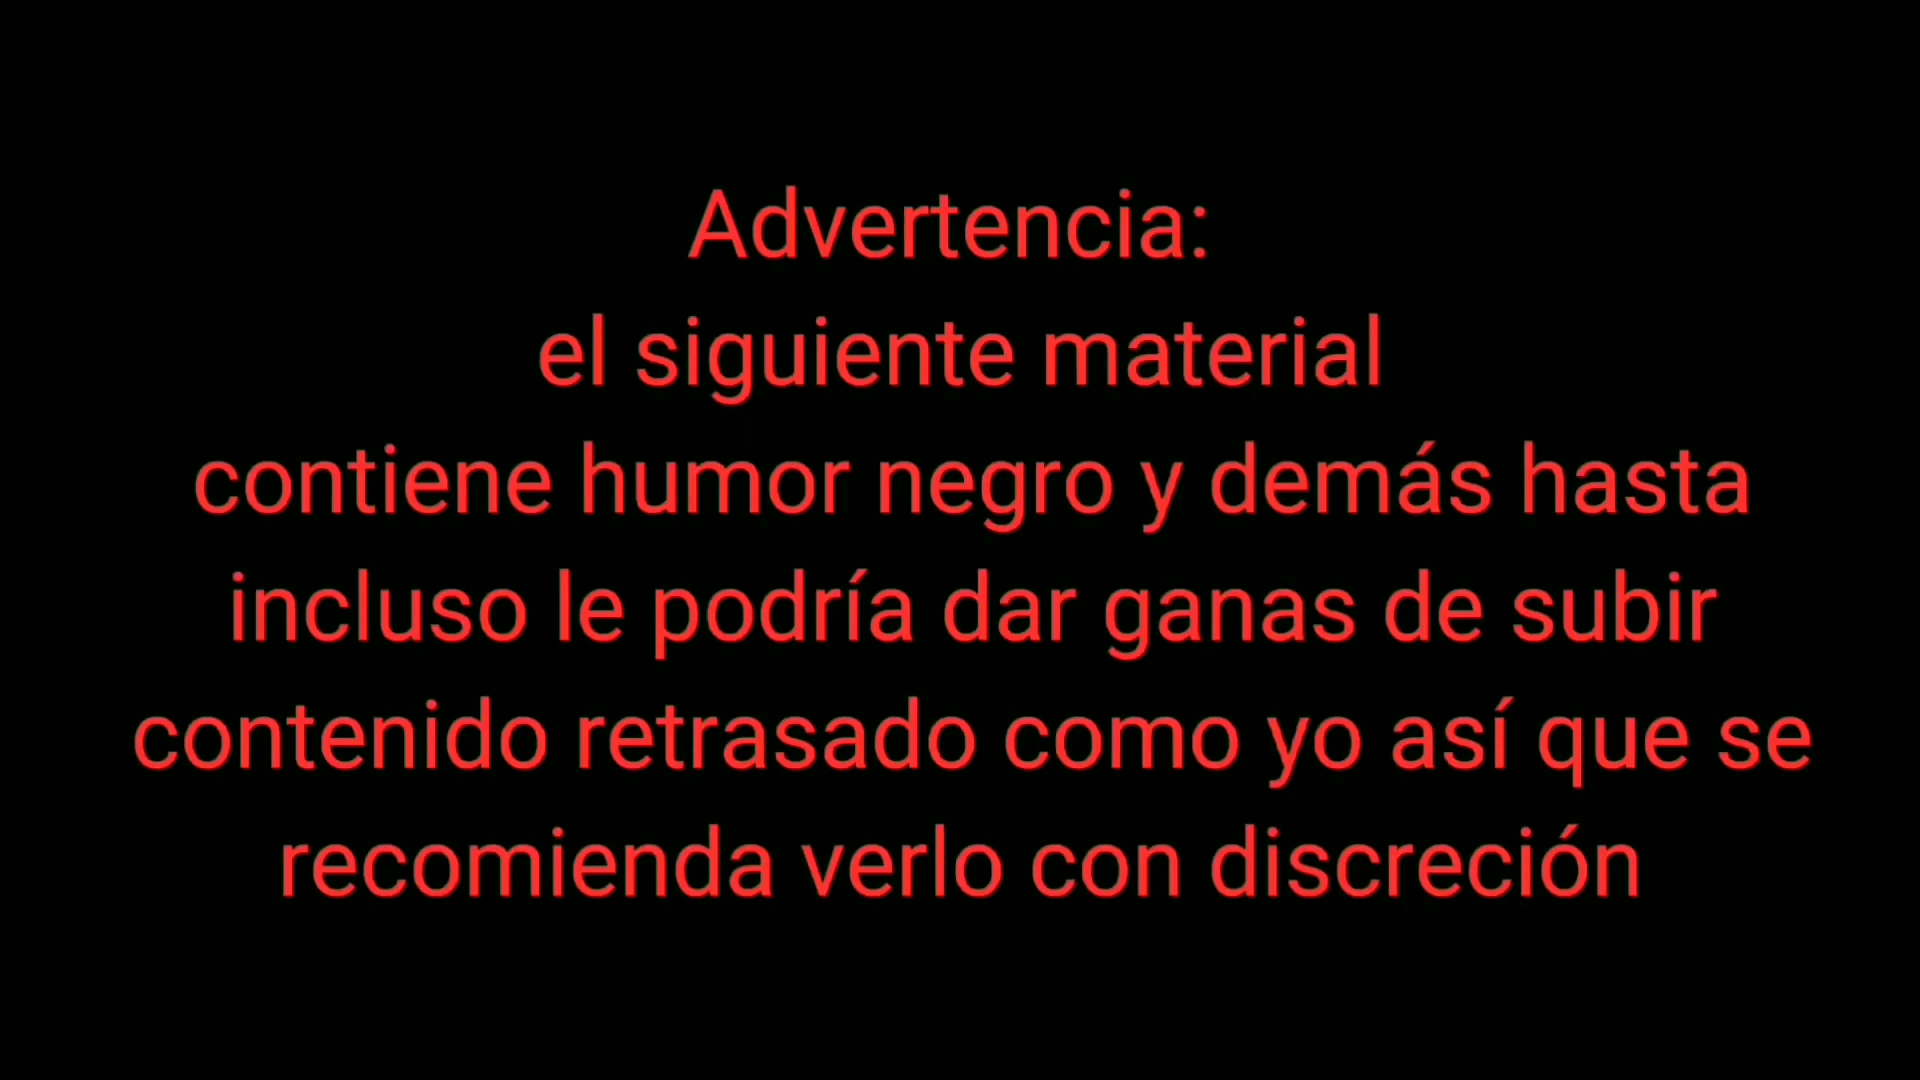 Advertencia:
el siguiente material
contiene humor negro y demás hasta
incluso le podría dar ganas de subir
contenido retrasado como yo así que se
recomienda verlo con discreción